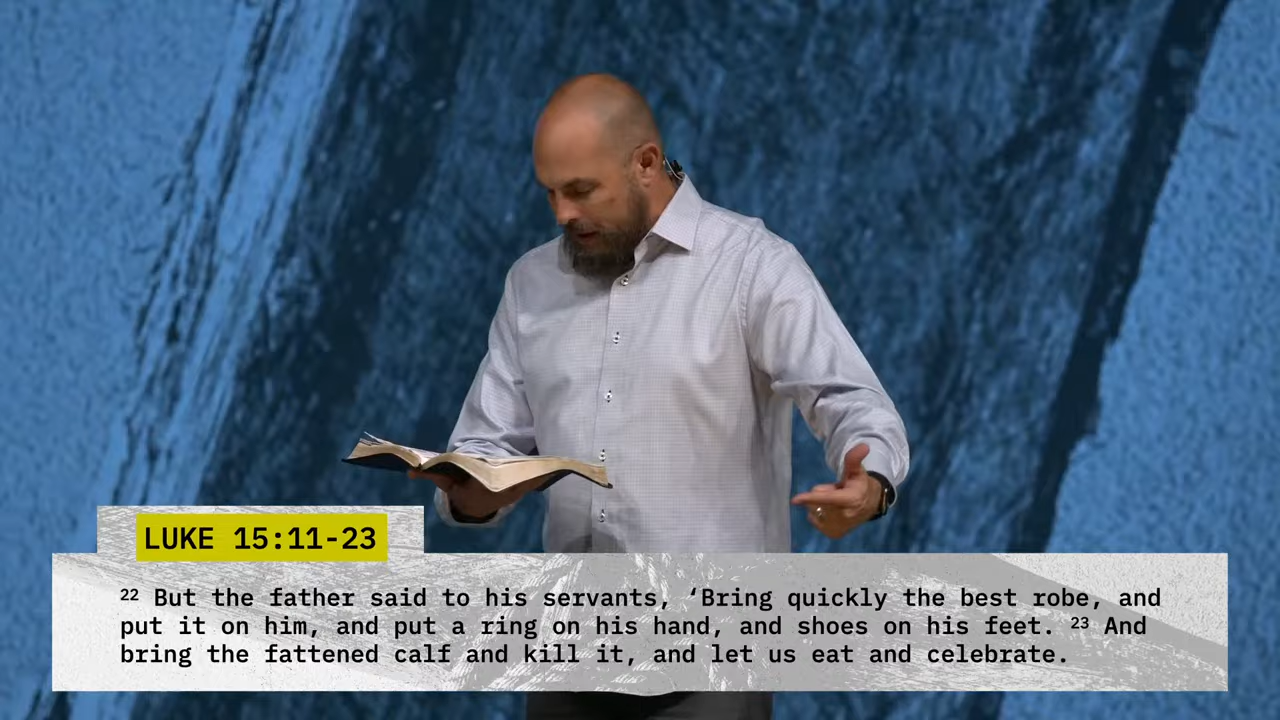 LUKE 15:11-23
²² But the father said to his servants, ‘Bring quickly the best robe, and
put it on him, and put a ring on his hand, and shoes on his feet. ²³ And
bring the fattened calf and kill it, and let us eat and celebrate.